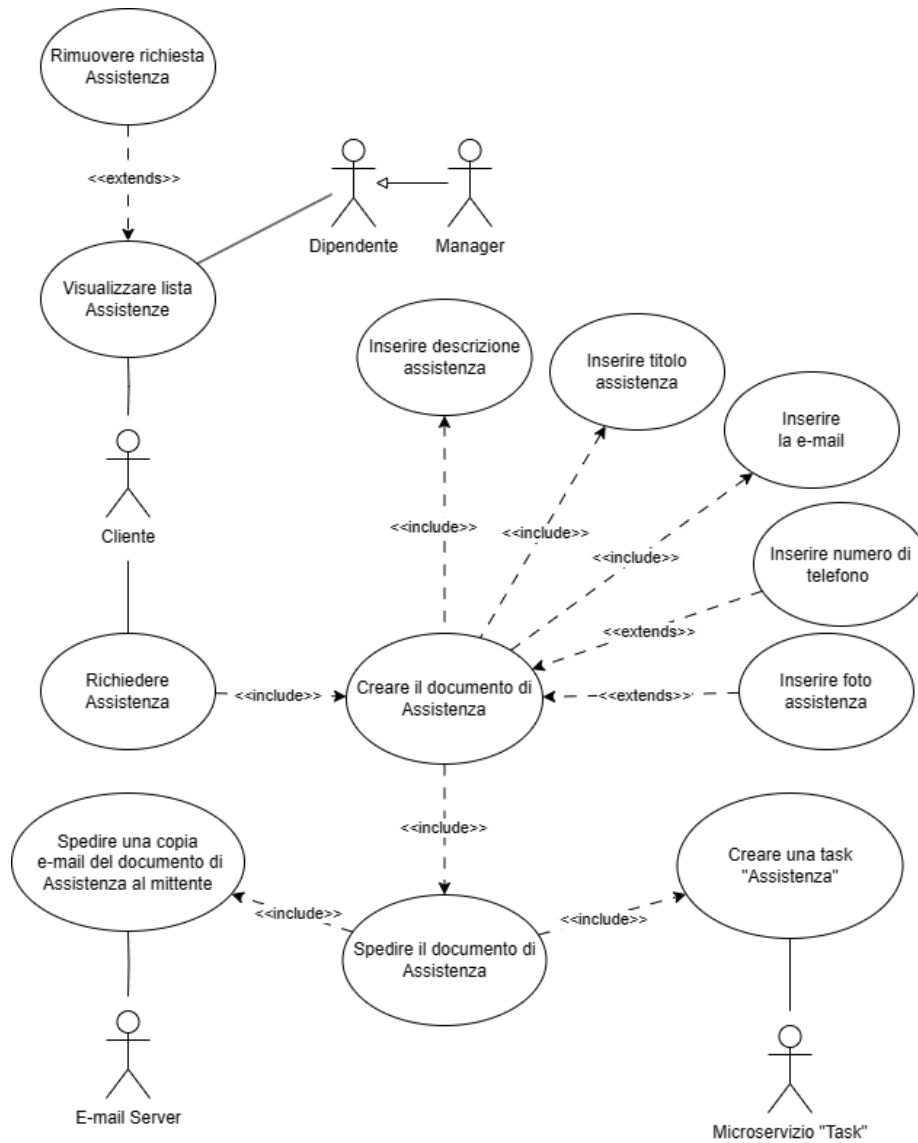 Rimuovere richiesta
Assistenza
<<extends>>
Dipendente
Manager
Visualizzare lista
Assistenze
Inserire descrizione
assistenza
Inserire titolo
assistenza
Inserire
la e-mail
Cliente
<<include>>
<<include>>
<<include>>
Inserire numero di
telefono
<<extends>>
Richiedere
Assistenza
<<include>>
Creare il documento di
Assistenza
<<extends>>
Inserire foto
assistenza
<<include>>
Spedire una copia
e-mail del documento di
Assistenza al mittente
Creare una task
"Assistenza"
<<include>>
<<include>>
Spedire il documento di
Assistenza
E-mail Server
Microservizio "Task"